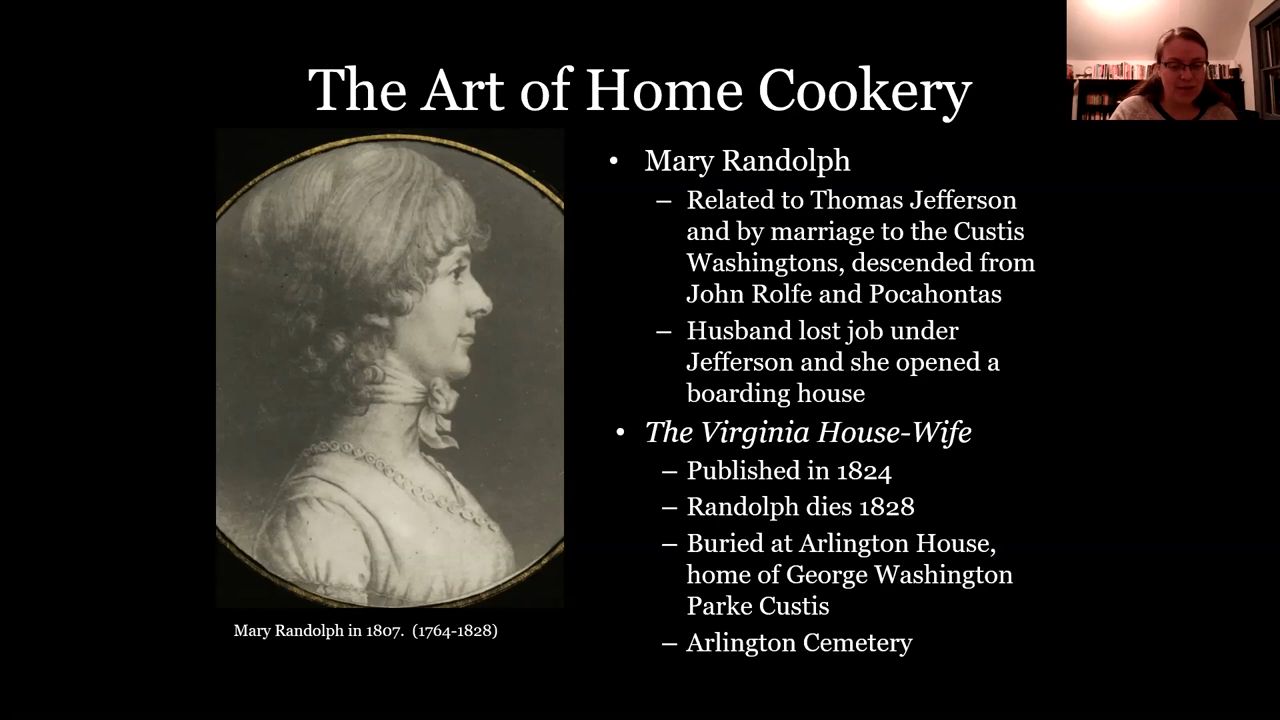 The Art of Home Cookery
• Mary Randolph
– Related to Thomas Jefferson
and by marriage to the Custis
Washingtons, descended from
John Rolfe and Pocahontas
– Husband lost job under
Jefferson and she opened a
boarding house
• The Virginia House-Wife
– Published in 1824
– Randolph dies 1828
– Buried at Arlington House,
home of George Washington
Parke Custis
– Arlington Cemetery
Mary Randolph in 1807. (1764-1828)